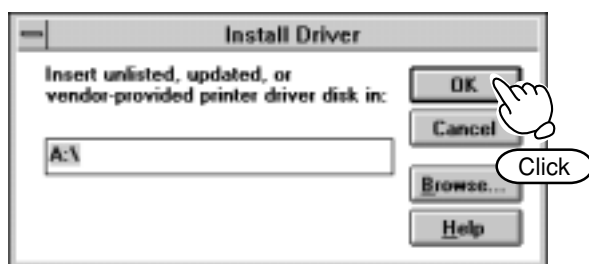 Install Driver
Insert unlisted, updated, or
vendor-provided printer driver disk in:
A:\
OK
Cancel
Click
Browse...
Help